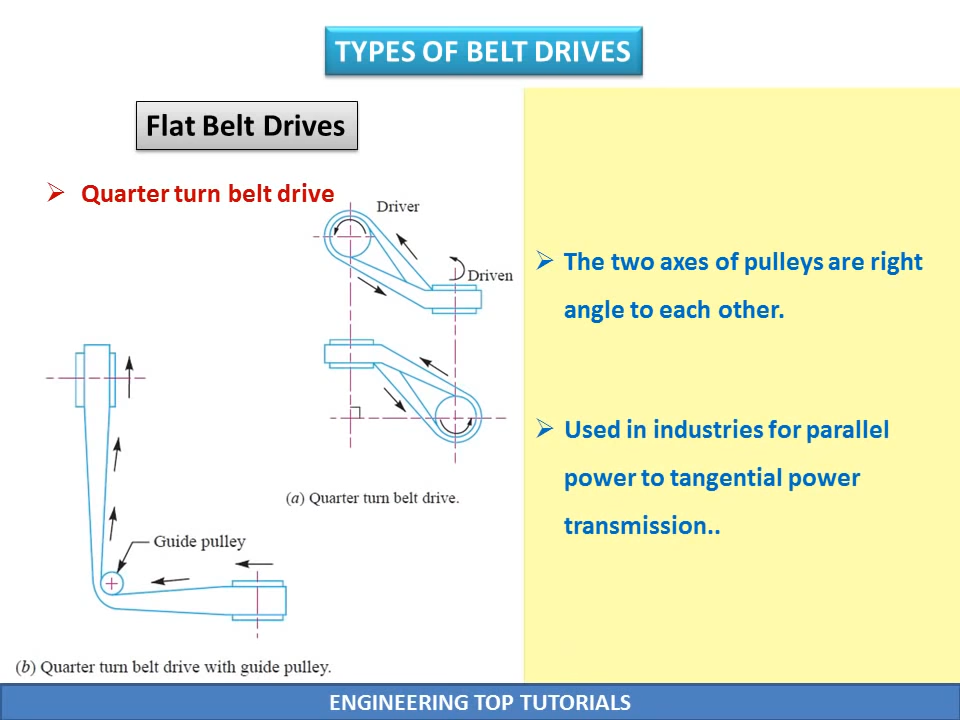 TYPES OF BELT DRIVES
Flat Belt Drives
Quarter turn belt drive
Driver
Driven
(a) Quarter turn belt drive.
Guide pulley
(b) Quarter turn belt drive with guide pulley.
The two axes of pulleys are right
angle to each other.
Used in industries for parallel
power to tangential power
transmission..
ENGINEERING TOP TUTORIALS